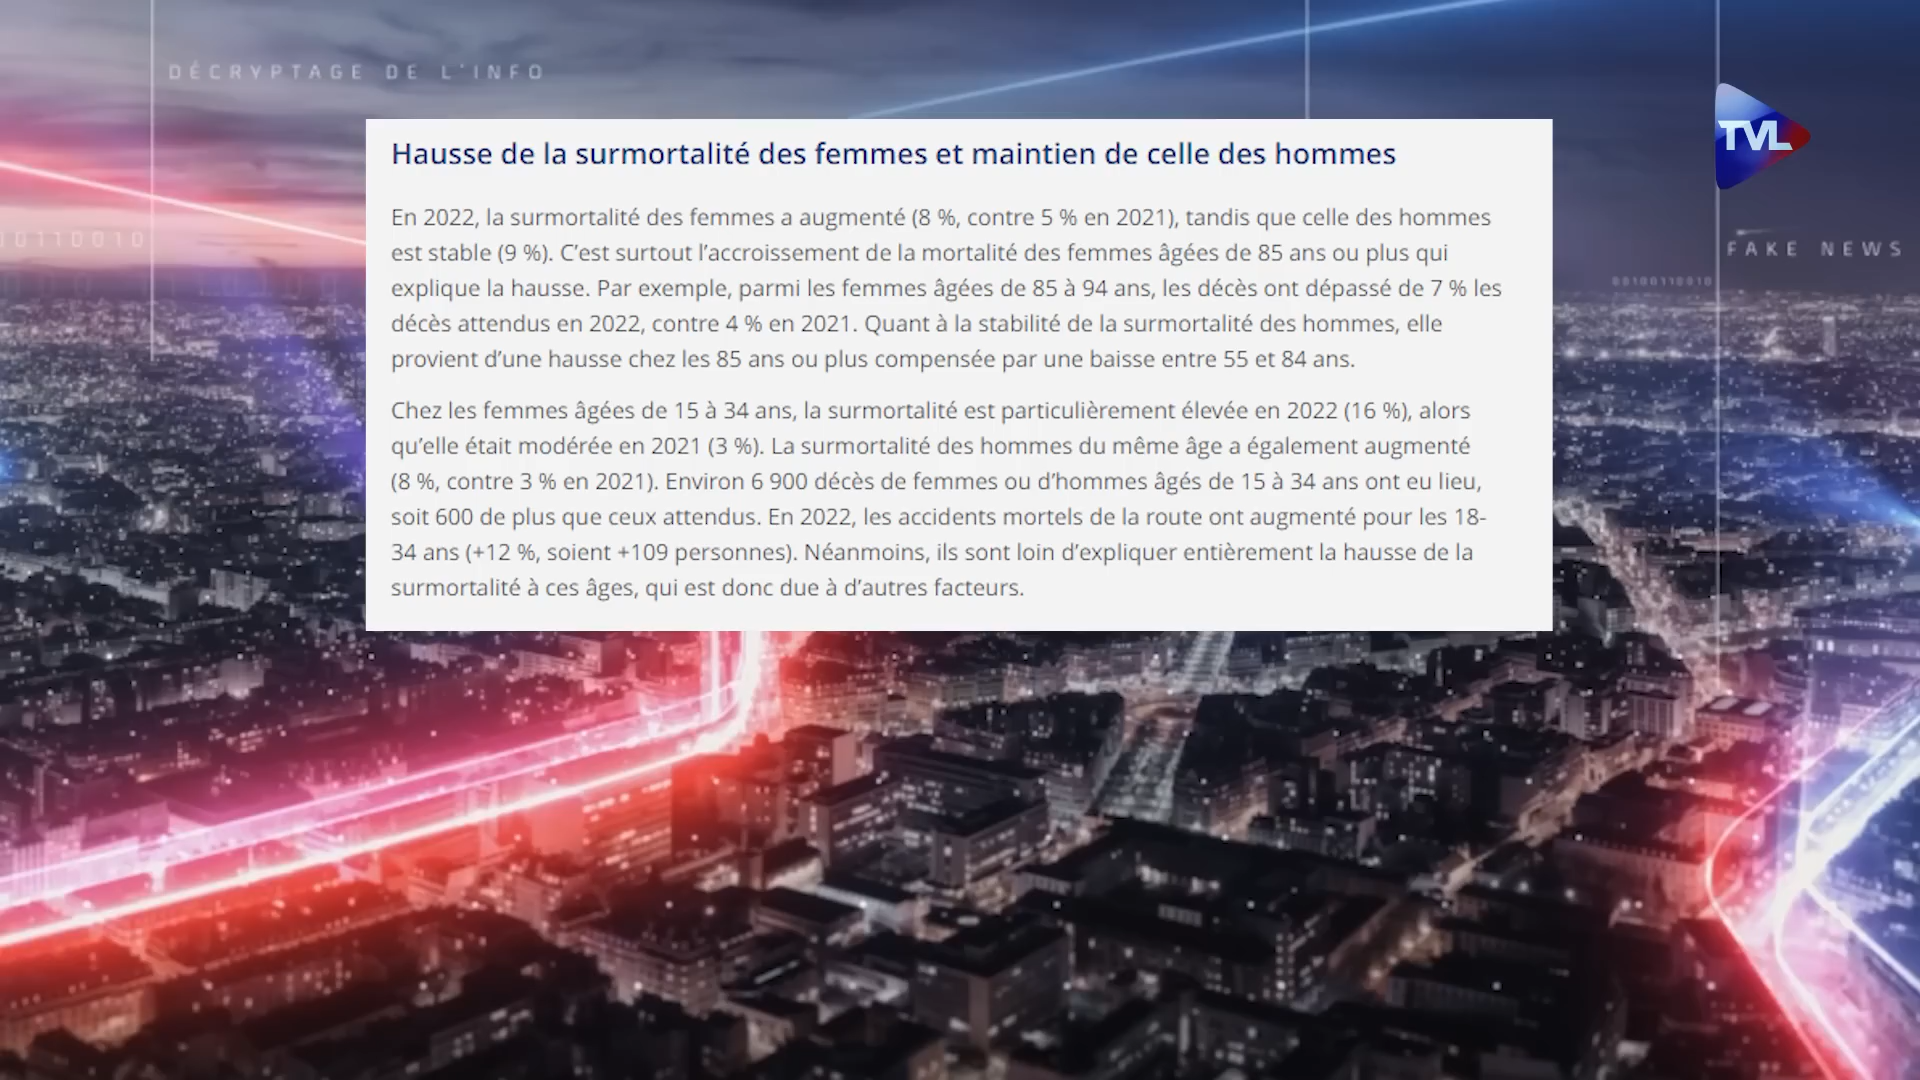 DÉCRYPTAGE DE L'INFO
TVL
Hausse de la surmortalité des femmes et maintien de celle des hommes
En 2022, la surmortalité des femmes a augmenté (8 %, contre 5 % en 2021), tandis que celle des hommes
est stable (9 %). C’est surtout l’accroissement de la mortalité des femmes âgées de 85 ans ou plus qui
explique la hausse. Par exemple, parmi les femmes âgées de 85 à 94 ans, les décès ont dépassé de 7 % les
décès attendus en 2022, contre 4 % en 2021. Quant à la stabilité de la surmortalité des hommes, elle
provient d’une hausse chez les 85 ans ou plus compensée par une baisse entre 55 et 84 ans.
Chez les femmes âgées de 15 à 34 ans, la surmortalité est particulièrement élevée en 2022 (16 %), alors
qu’elle était modérée en 2021 (3 %). La surmortalité des hommes du même âge a également augmenté
(8 %, contre 3 % en 2021). Environ 6 900 décès de femmes ou d’hommes âgés de 15 à 34 ans ont eu lieu,
soit 600 de plus que ceux attendus. En 2022, les accidents mortels de la route ont augmenté pour les 18-
34 ans (+12 %, soient +109 personnes). Néanmoins, ils sont loin d’expliquer entièrement la hausse de la
surmortalité à ces âges, qui est donc due à d’autres facteurs.
00110010
FAKE NEWS
00100110010